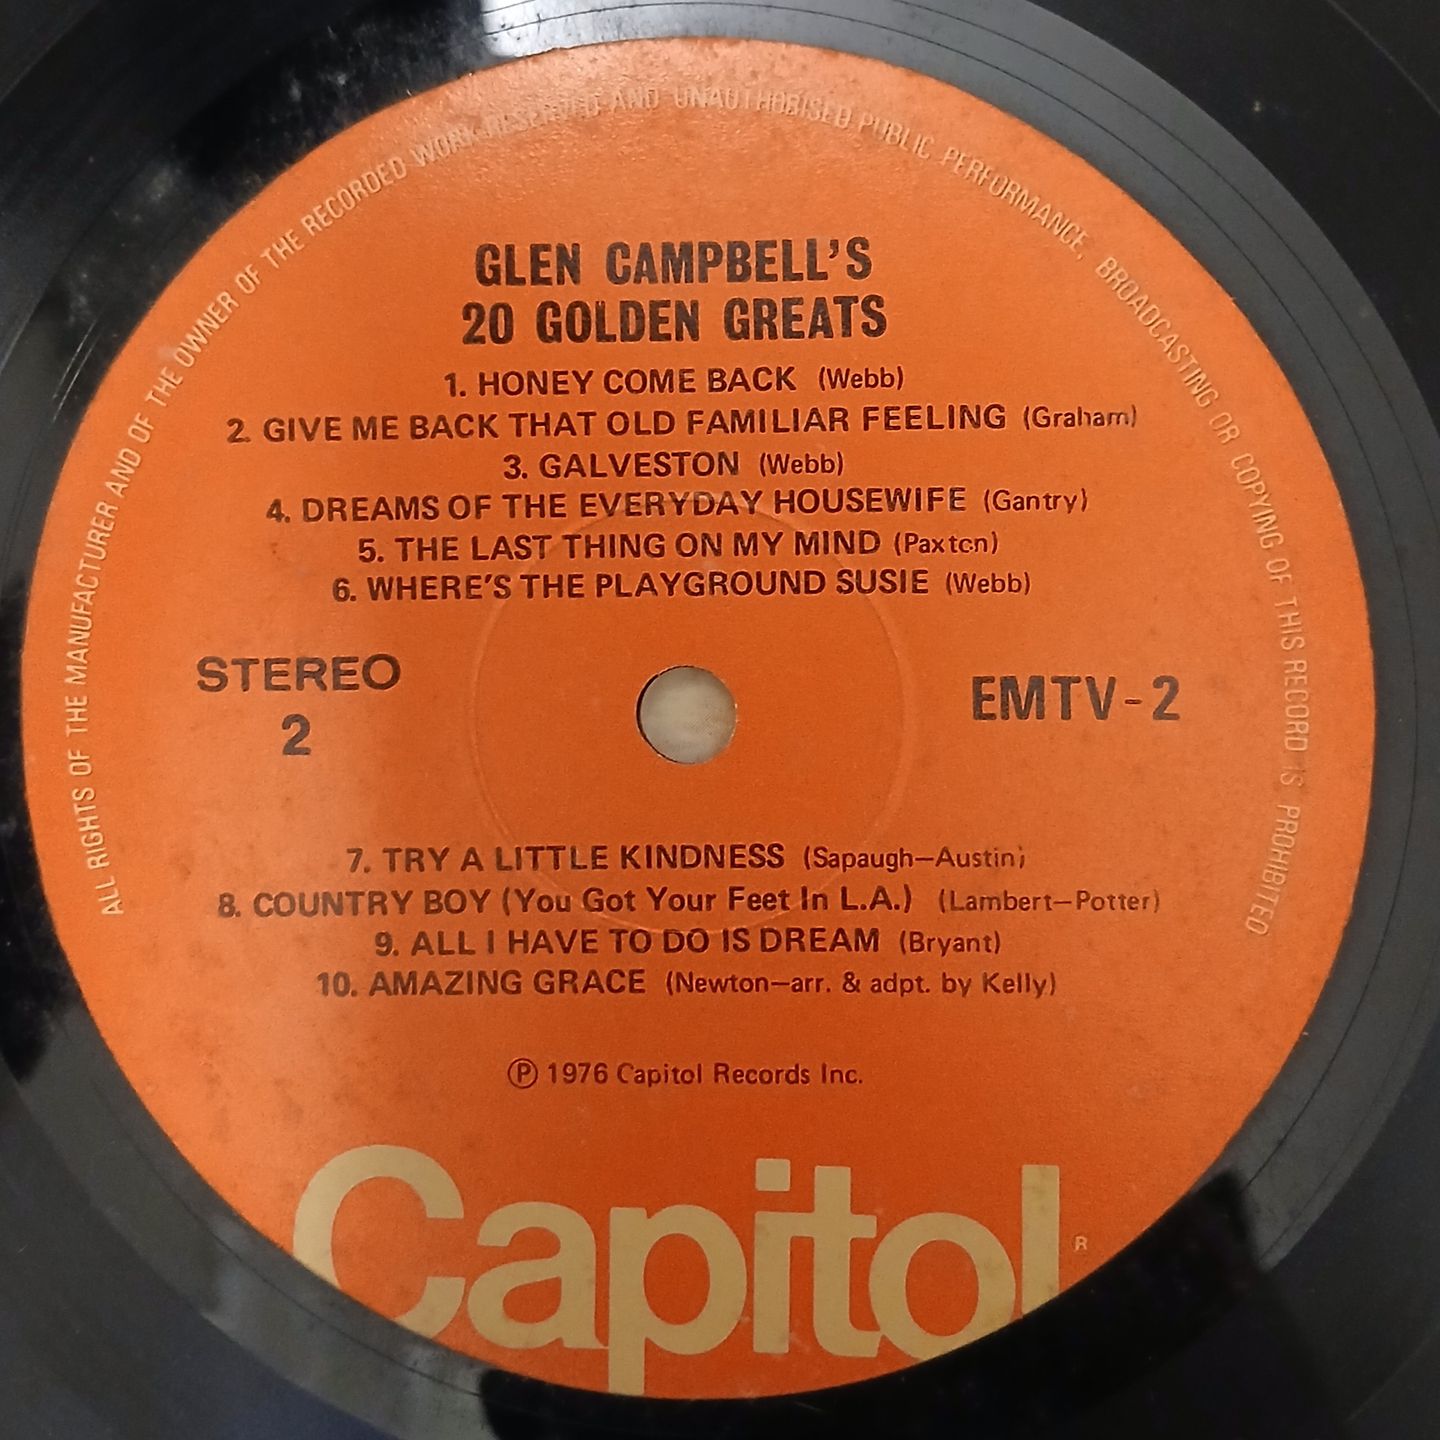 ALL RIGHTS OF THE MANUFACTURER AND OF THE OWNER OF THE RECORDED WORK RESERVED AND UNAUTHORISED PUBLIC PERFORMANCE, BROADCASTING OR COPYING OF THIS RECORD IS PROHIBITED
GLEN CAMPBELL'S
20 GOLDEN GREATS
1. HONEY COME BACK (Webb)
2. GIVE ME BACK THAT OLD FAMILIAR FEELING (Graham)
3. GALVESTON (Webb)
4. DREAMS OF THE EVERYDAY HOUSEWIFE (Gantry)
5. THE LAST THING ON MY MIND (Paxton)
6. WHERE'S THE PLAYGROUND SUSIE (Webb)
STEREO
2
EMTV-2
7. TRY A LITTLE KINDNESS (Sapaugh—Austin)
8. COUNTRY BOY (You Got Your Feet In L.A.) (Lambert—Potter)
9. ALL I HAVE TO DO IS DREAM (Bryant)
10. AMAZING GRACE (Newton—arr. & adpt. by Kelly)
Ⓟ 1976 Capitol Records Inc.
Capitol R